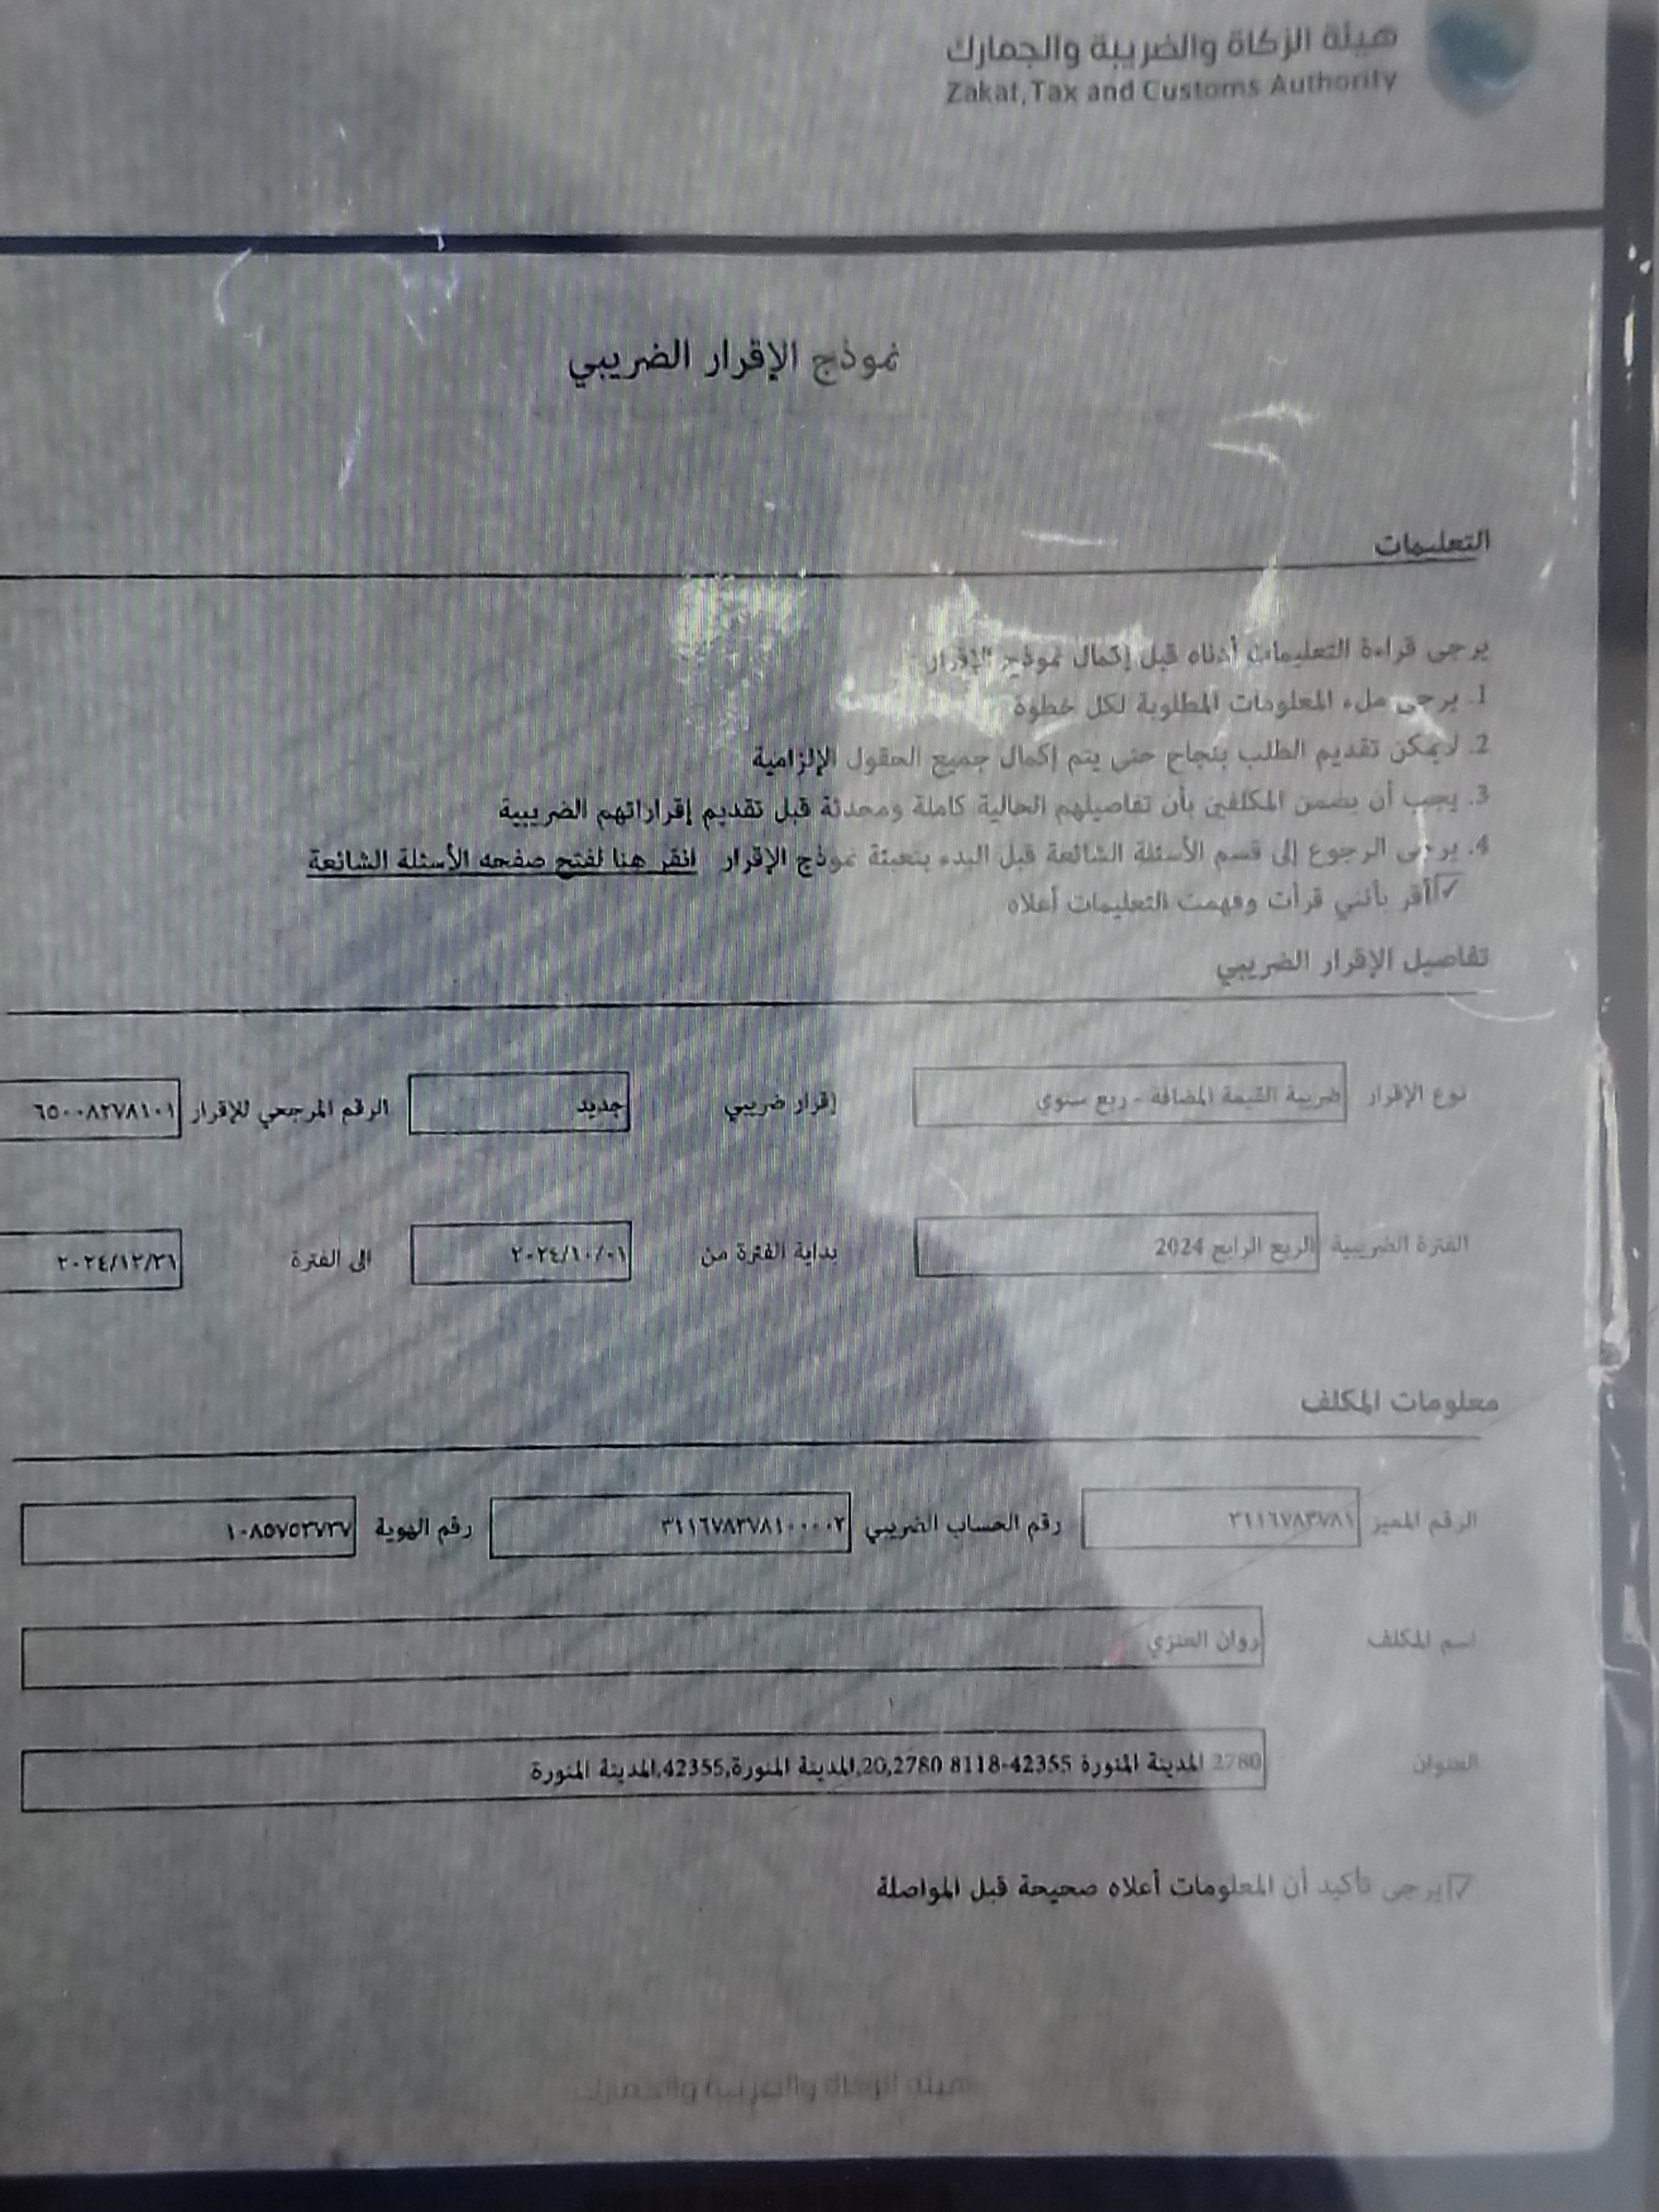 هيئة الزكاة والضريبة والجمارك
Zakat, Tax and Customs Authority
نموذج الإقرار الضريبي
التعليمات
يرجى قراءة التعليمات أدناه قبل إكمال نموذج الإقرار
1. يرجى ملء المعلومات المطلوبة لكل خطوة
2. لايمكن تقديم الطلب بنجاح حتى يتم إكمال جميع الحقول الإلزامية
3. يجب أن يضمن المكلفين بأن تفاصيلهم الحالية كاملة ومحدثة قبل تقديم إقراراتهم الضريبية
4. يرجى الرجوع إلى قسم الأسئلة الشائعة قبل البدء بتعبئة نموذج الإقرار انقر هنا لفتح صفحه الأسئلة الشائعة
أقر بأنني قرأت وفهمت التعليمات أعلاه
تفاصيل الإقرار الضريبي
نوع الإقرار ضريبة القيمة المضافة - ربع سنوي إقرار ضريبي جديد الرقم المرجعي للإقرار ٦٥٠٠٨٢٧٨١٠١
الفترة الضريبية الربع الرابع 2024 بداية الفترة من ٢٠٢٤/١٠/٠١ الى الفترة ٢٠٢٤/١٢/٣١
معلومات المكلف
الرقم المميز ٣١١٦٧٨٣٧٨١ رقم الحساب الضريبي ٣١١٦٧٨٣٧٨١٠٠٠٠٣ رقم الهوية
اسم المكلف روان العنزي
العنوان 2780 المدينة المنورة 42355-8118 20,2780,المدينة المنورة,42355,المدينة المنورة
يرجى تأكيد أن المعلومات أعلاه صحيحة قبل المواصلة
هيئة الزكاة والضريبة والجمارك